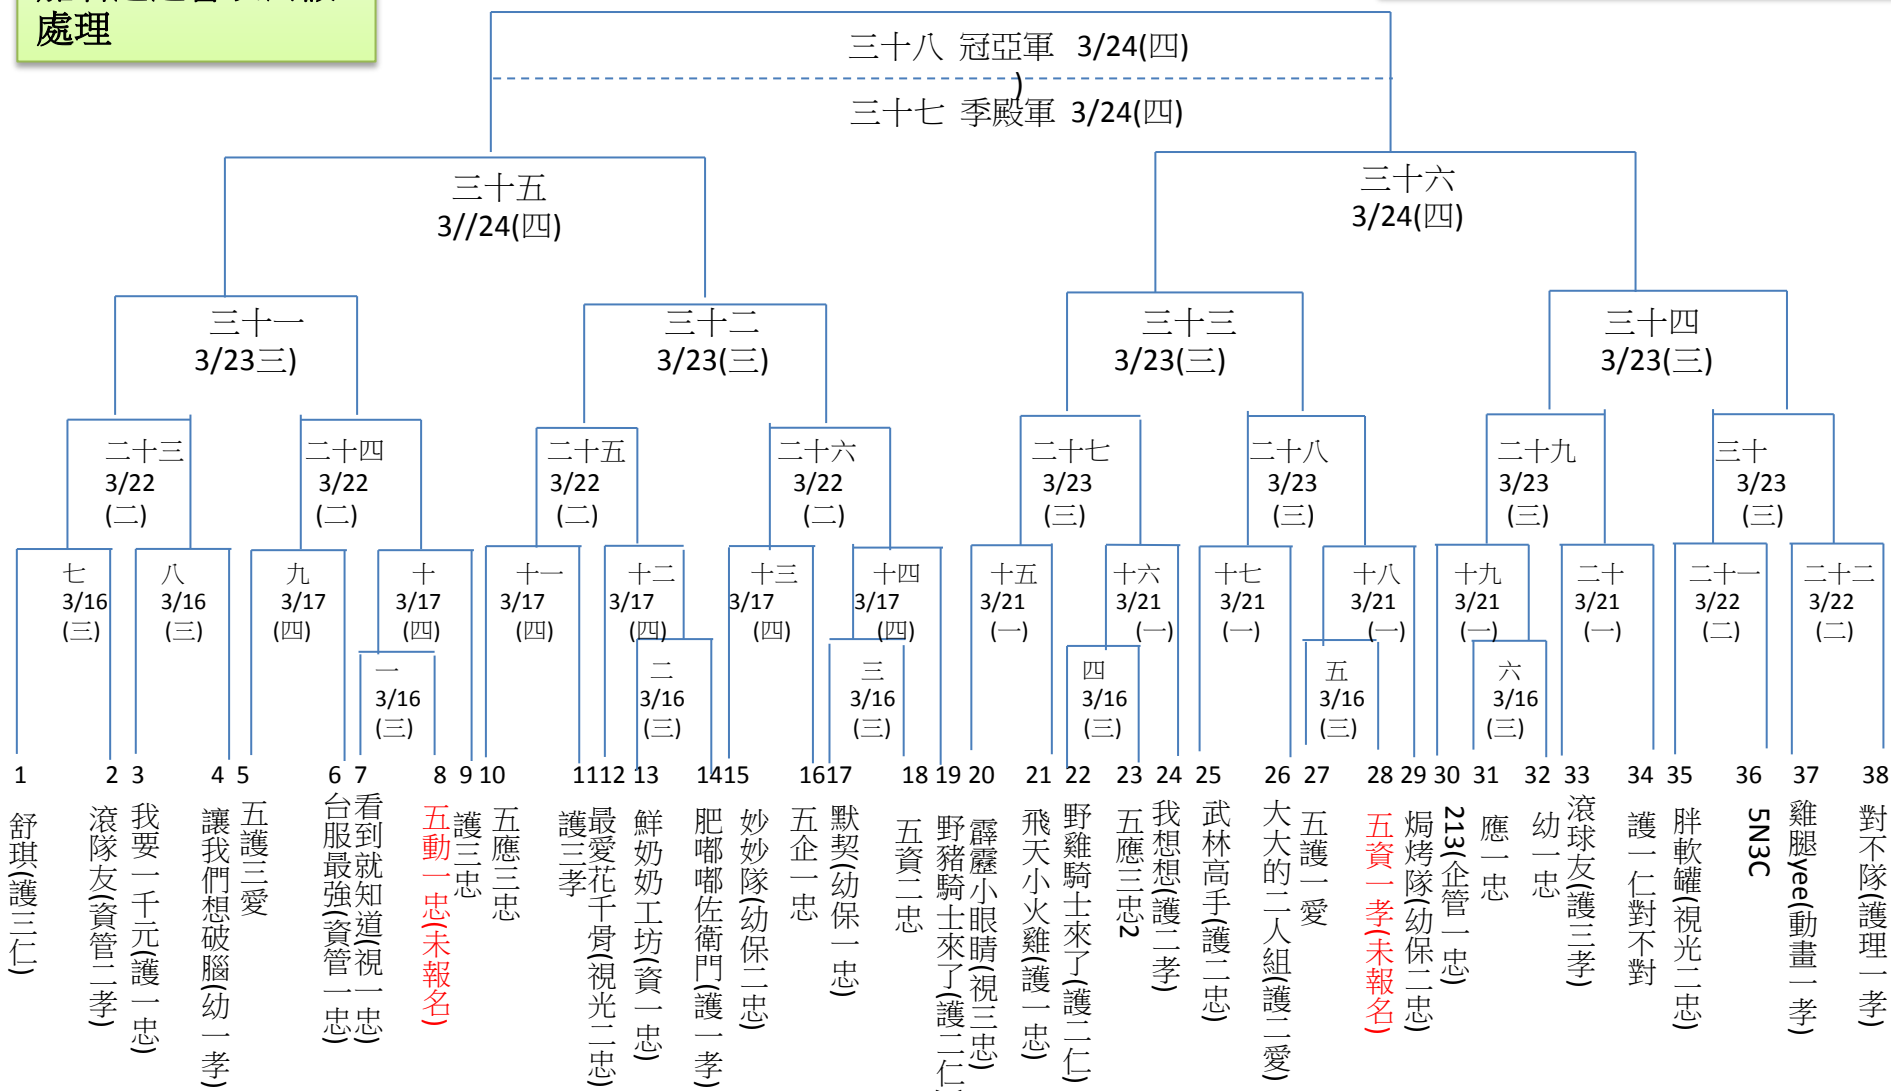 處理
三十八 冠亞軍 3/24(四)
)
三十七 季殿軍 3/24(四)
三十五
3//24(四)
三十六
3/24(四)
三十一
3/23三)
三十二
3/23(三)
三十三
3/23(三)
三十四
3/23(三)
二十三
3/22
(二)
二十四
3/22
(二)
二十五
3/22
(二)
二十六
3/22
(二)
二十七
3/23
(三)
二十八
3/23
(三)
二十九
3/23
(三)
三十
3/23
(三)
七
3/16
(三)
八
3/16
(三)
九
3/17
(四)
十
3/17
(四)
十一
3/17
(四)
十二
3/17
(四)
十三
3/17
(四)
十四
3/17
(四)
十五
3/21
(一)
十六
3/21
(一)
十七
3/21
(一)
十八
3/21
(一)
十九
3/21
(一)
二十
3/21
(一)
二十一
3/22
(二)
二十二
3/22
(二)
一
3/16
(三)
二
3/16
(三)
三
3/16
(三)
四
3/16
(三)
五
3/16
(三)
六
3/16
(三)
1 2 3 4 5 6 7 8 9 10 11 12 13 14 15 16 17 18 19 20 21 22 23 24 25 26 27 28 29 30 31 32 33 34 35 36 37 38
舒琪(護三仁)
滾隊友(資管二孝)
我要一千元(護一忠)
讓我們想破腦(幼一孝)
五護三愛
台服最強(資管一忠)
看到就知道(視一忠)
五動一忠(未報名)
護三忠
五應三忠
護三孝
最愛花千骨(視光二忠)
鮮奶奶工坊(資一忠)
肥嘟嘟佐衛門(護一孝)
妙妙隊(幼保二忠)
五企一忠
默契(幼保一忠)
五資二忠
野豬騎士來了(護二仁)
霹靂小眼睛(視三忠)
飛天小火雞(護一忠)
野雞騎士來了(護二仁)
五應三忠2
我想想(護二孝)
武林高手(護二忠)
大大的二人組(護二愛)
五護一愛
五資一孝(未報名)
焗烤隊(幼保二忠)
213(企管一忠)
應一忠
幼一忠
滾球友(護三孝)
護一仁對不對
胖軟罐(視光二忠)
5N3C
雞腿yee(動畫一孝)
對不隊(護理一孝)